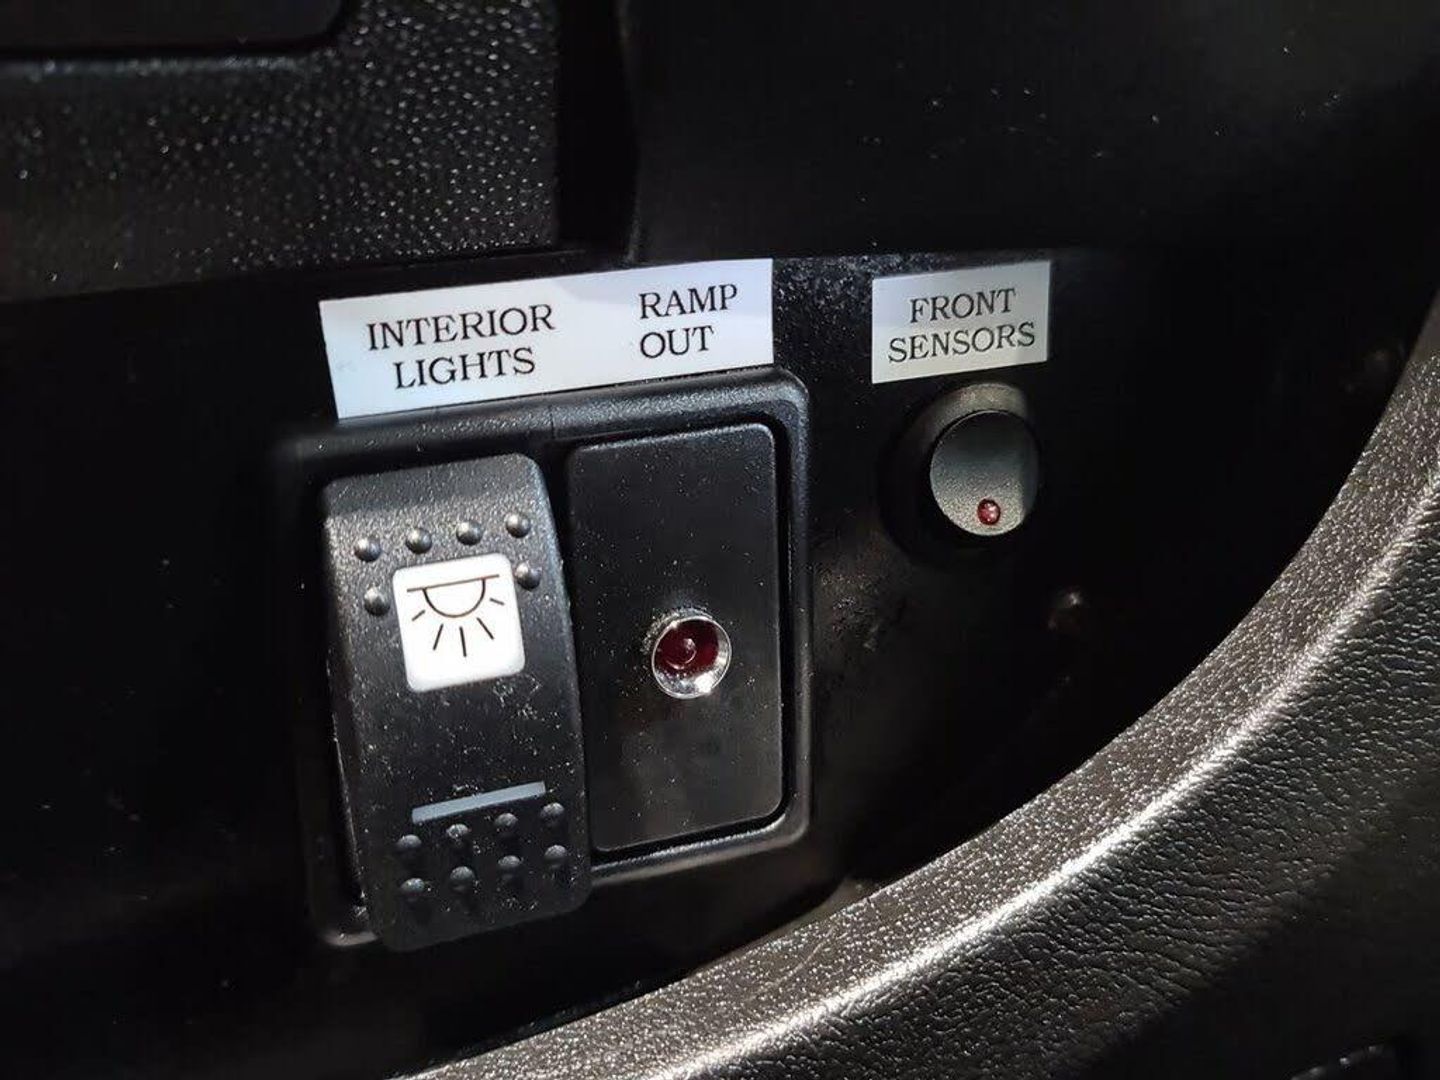 INTERIOR
LIGHTS
RAMP
OUT
FRONT
SENSORS